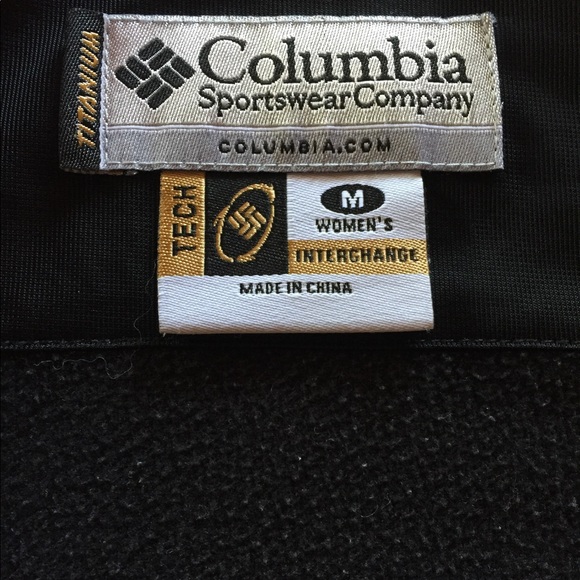 TITANIUM
Columbia
Sportswear Company
COLUMBIA.COM
TECH
M
WOMEN'S
INTERCHANGE
MADE IN CHINA